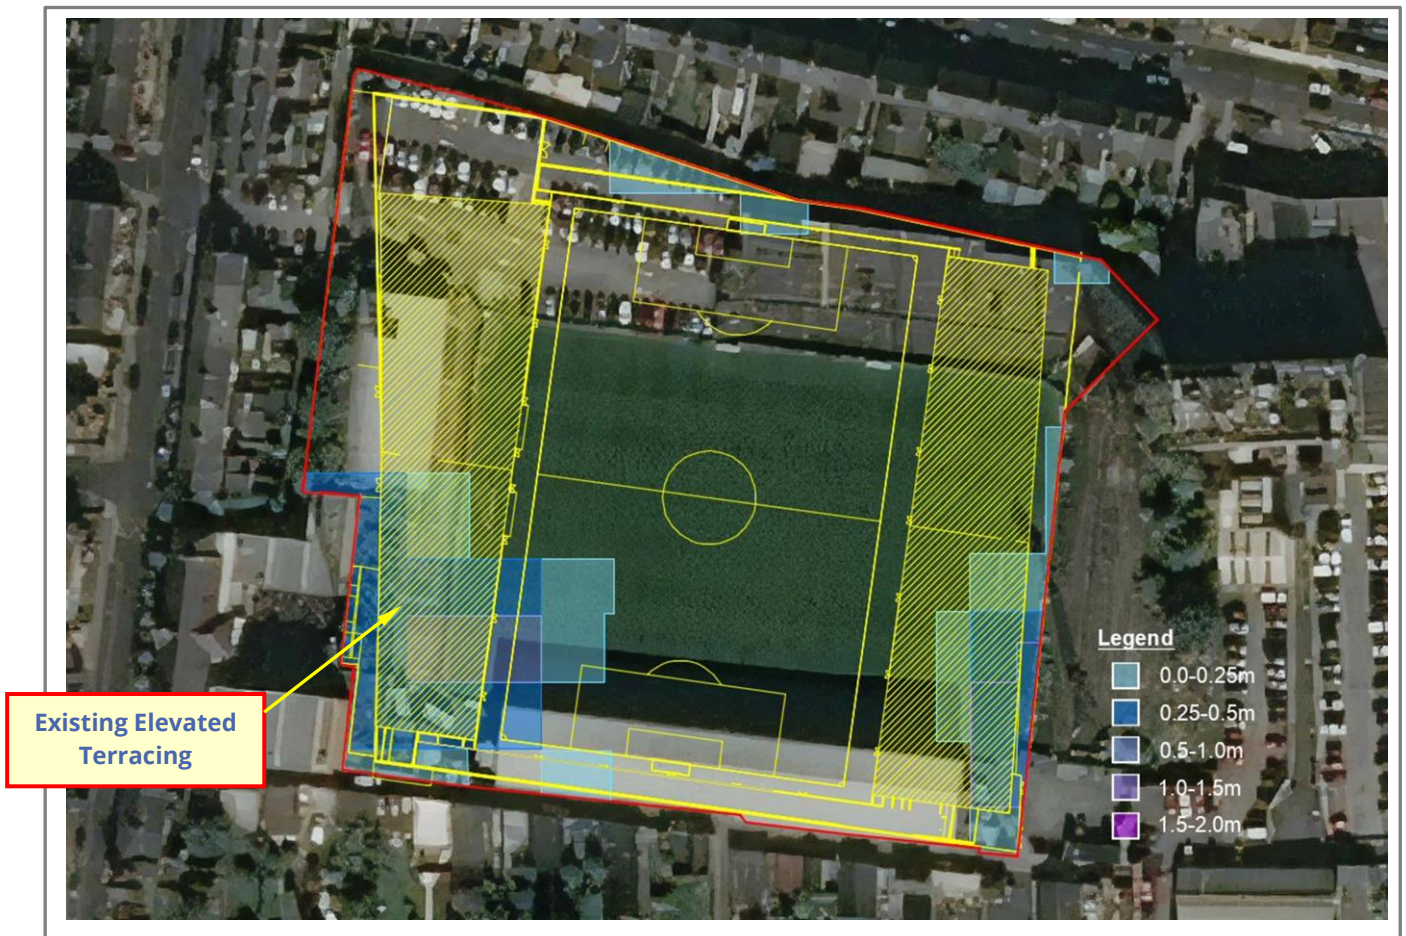 Existing Elevated
Terracing
Legend
0.0-0.25m
0.25-0.5m
0.5-1.0m
1.0-1.5m
1.5-2.0m